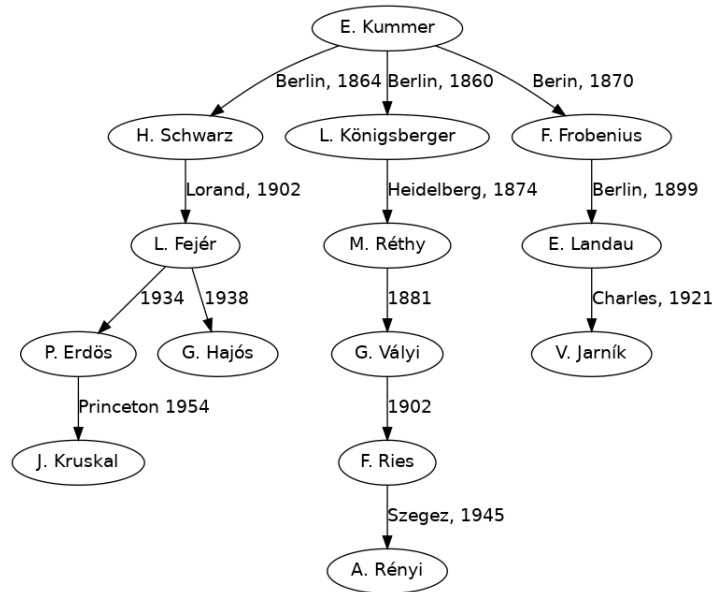 E. Kummer
Berlin, 1864 Berlin, 1860 Berin, 1870
H. Schwarz L. Königsberger F. Frobenius
Lorand, 1902 Heidelberg, 1874 Berlin, 1899
L. Fejér M. Réthy E. Landau
1934 1938 1881 Charles, 1921
P. Erdös G. Hajós G. Vályi V. Jarník
Princeton 1954 1902
J. Kruskal F. Ries
Szegez, 1945
A. Rényi